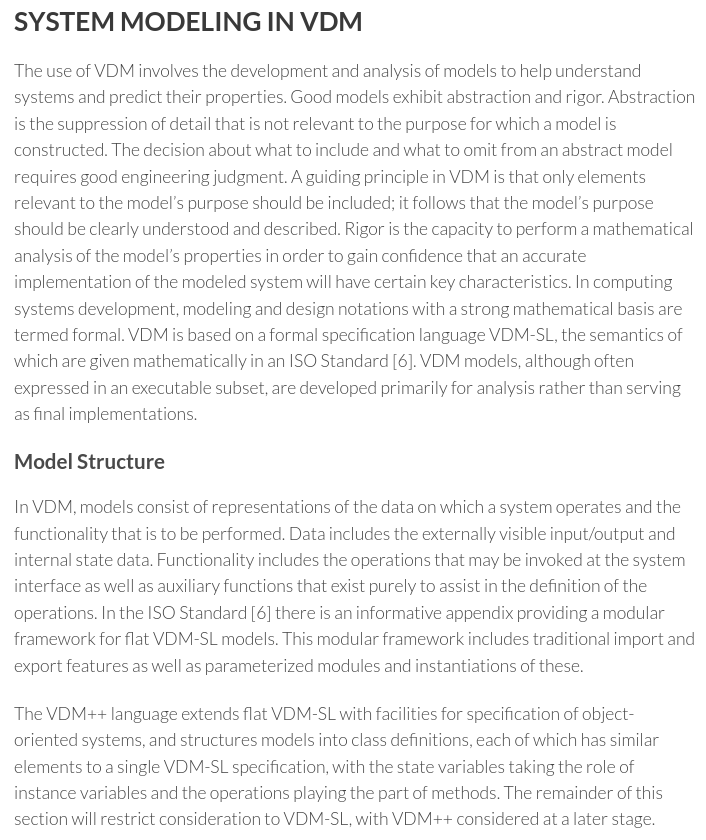 SYSTEM MODELING IN VDM
The use of VDM involves the development and analysis of models to help understand
systems and predict their properties. Good models exhibit abstraction and rigor. Abstraction
is the suppression of detail that is not relevant to the purpose for which a model is
constructed. The decision about what to include and what to omit from an abstract model
requires good engineering judgment. A guiding principle in VDM is that only elements
relevant to the model’s purpose should be included; it follows that the model’s purpose
should be clearly understood and described. Rigor is the capacity to perform a mathematical
analysis of the model’s properties in order to gain confidence that an accurate
implementation of the modeled system will have certain key characteristics. In computing
systems development, modeling and design notations with a strong mathematical basis are
termed formal. VDM is based on a formal specification language VDM-SL, the semantics of
which are given mathematically in an ISO Standard [6]. VDM models, although often
expressed in an executable subset, are developed primarily for analysis rather than serving
as final implementations.
Model Structure
In VDM, models consist of representations of the data on which a system operates and the
functionality that is to be performed. Data includes the externally visible input/output and
internal state data. Functionality includes the operations that may be invoked at the system
interface as well as auxiliary functions that exist purely to assist in the definition of the
operations. In the ISO Standard [6] there is an informative appendix providing a modular
framework for flat VDM-SL models. This modular framework includes traditional import and
export features as well as parameterized modules and instantiations of these.
The VDM++ language extends flat VDM-SL with facilities for specification of object-
oriented systems, and structures models into class definitions, each of which has similar
elements to a single VDM-SL specification, with the state variables taking the role of
instance variables and the operations playing the part of methods. The remainder of this
section will restrict consideration to VDM-SL, with VDM++ considered at a later stage.